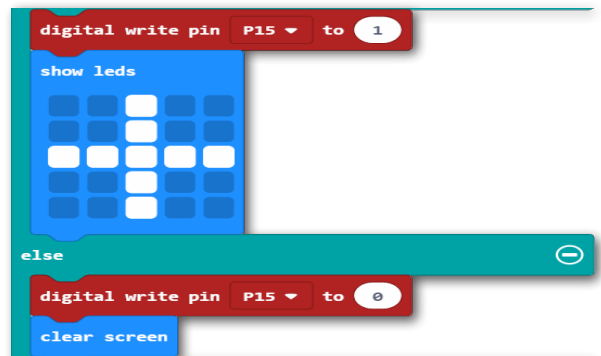 digital write pin P15 to 1
show leds
else
digital write pin P15 to 0
clear screen